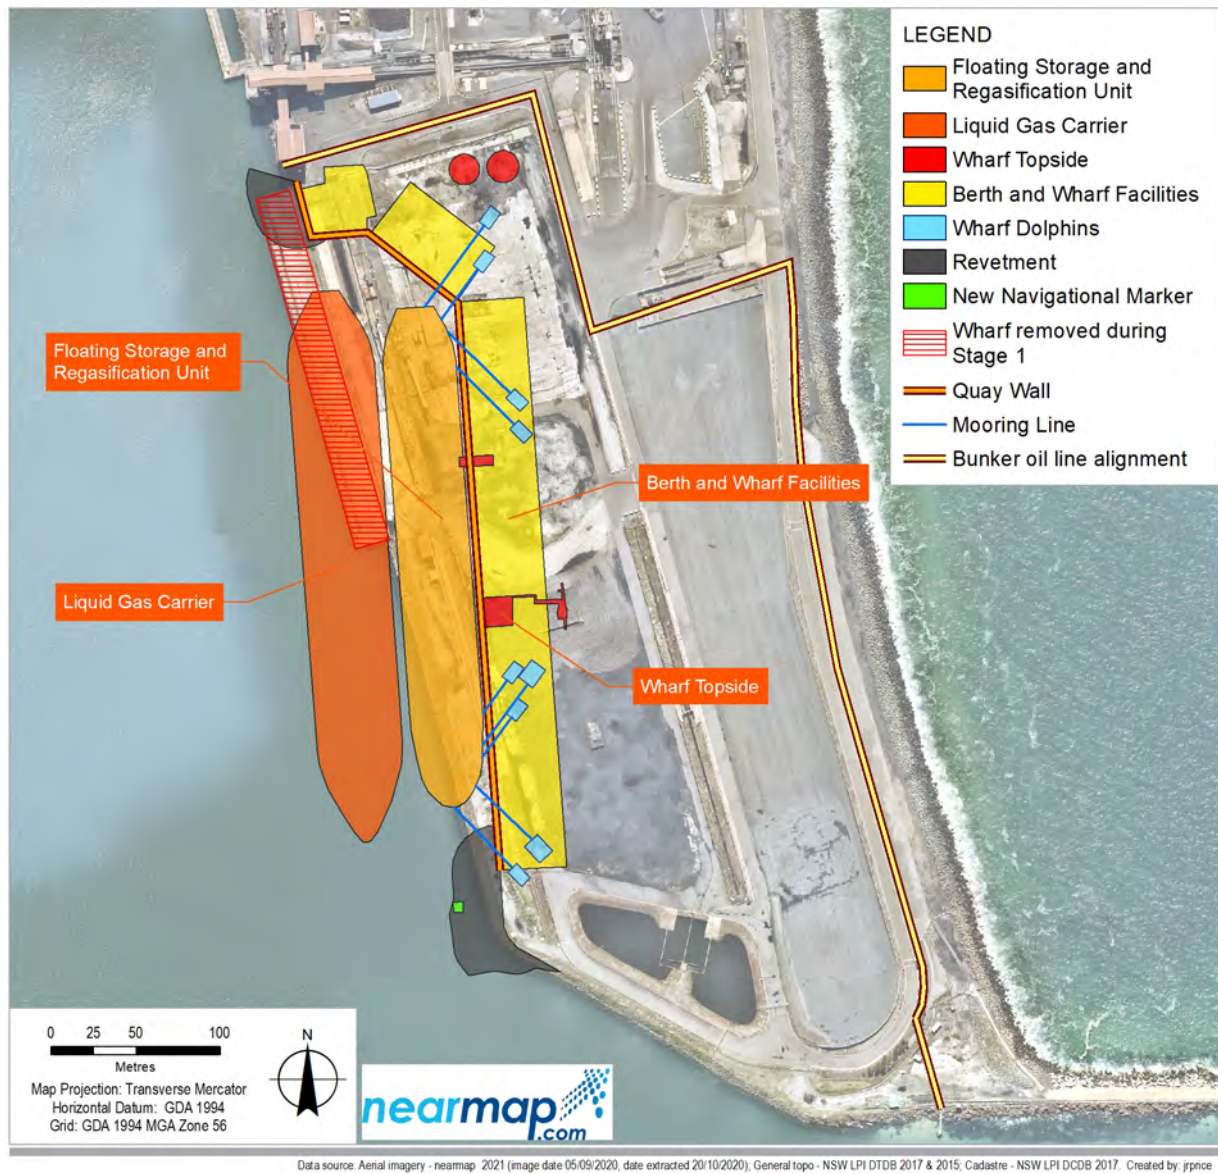 LEGEND
Floating Storage and
Regasification Unit
Liquid Gas Carrier
Wharf Topside
Berth and Wharf Facilities
Wharf Dolphins
Revetment
New Navigational Marker
Wharf removed during
Stage 1
Quay Wall
Mooring Line
Bunker oil line alignment
Floating Storage and
Regasification Unit
Berth and Wharf Facilities
Liquid Gas Carrier
Wharf Topside
0 25 50 100
Metres
Map Projection: Transverse Mercator
Horizontal Datum: GDA 1994
Grid: GDA 1994 MGA Zone 56
N
nearmap
.com
Data source: Aerial imagery - nearmap 2021 (image date 05/09/2020, date extracted 20/10/2020); General topo - NSW LPI DTDB 2017 & 2015; Cadastre - NSW LPI DCDB 2017. Created by: jrprice